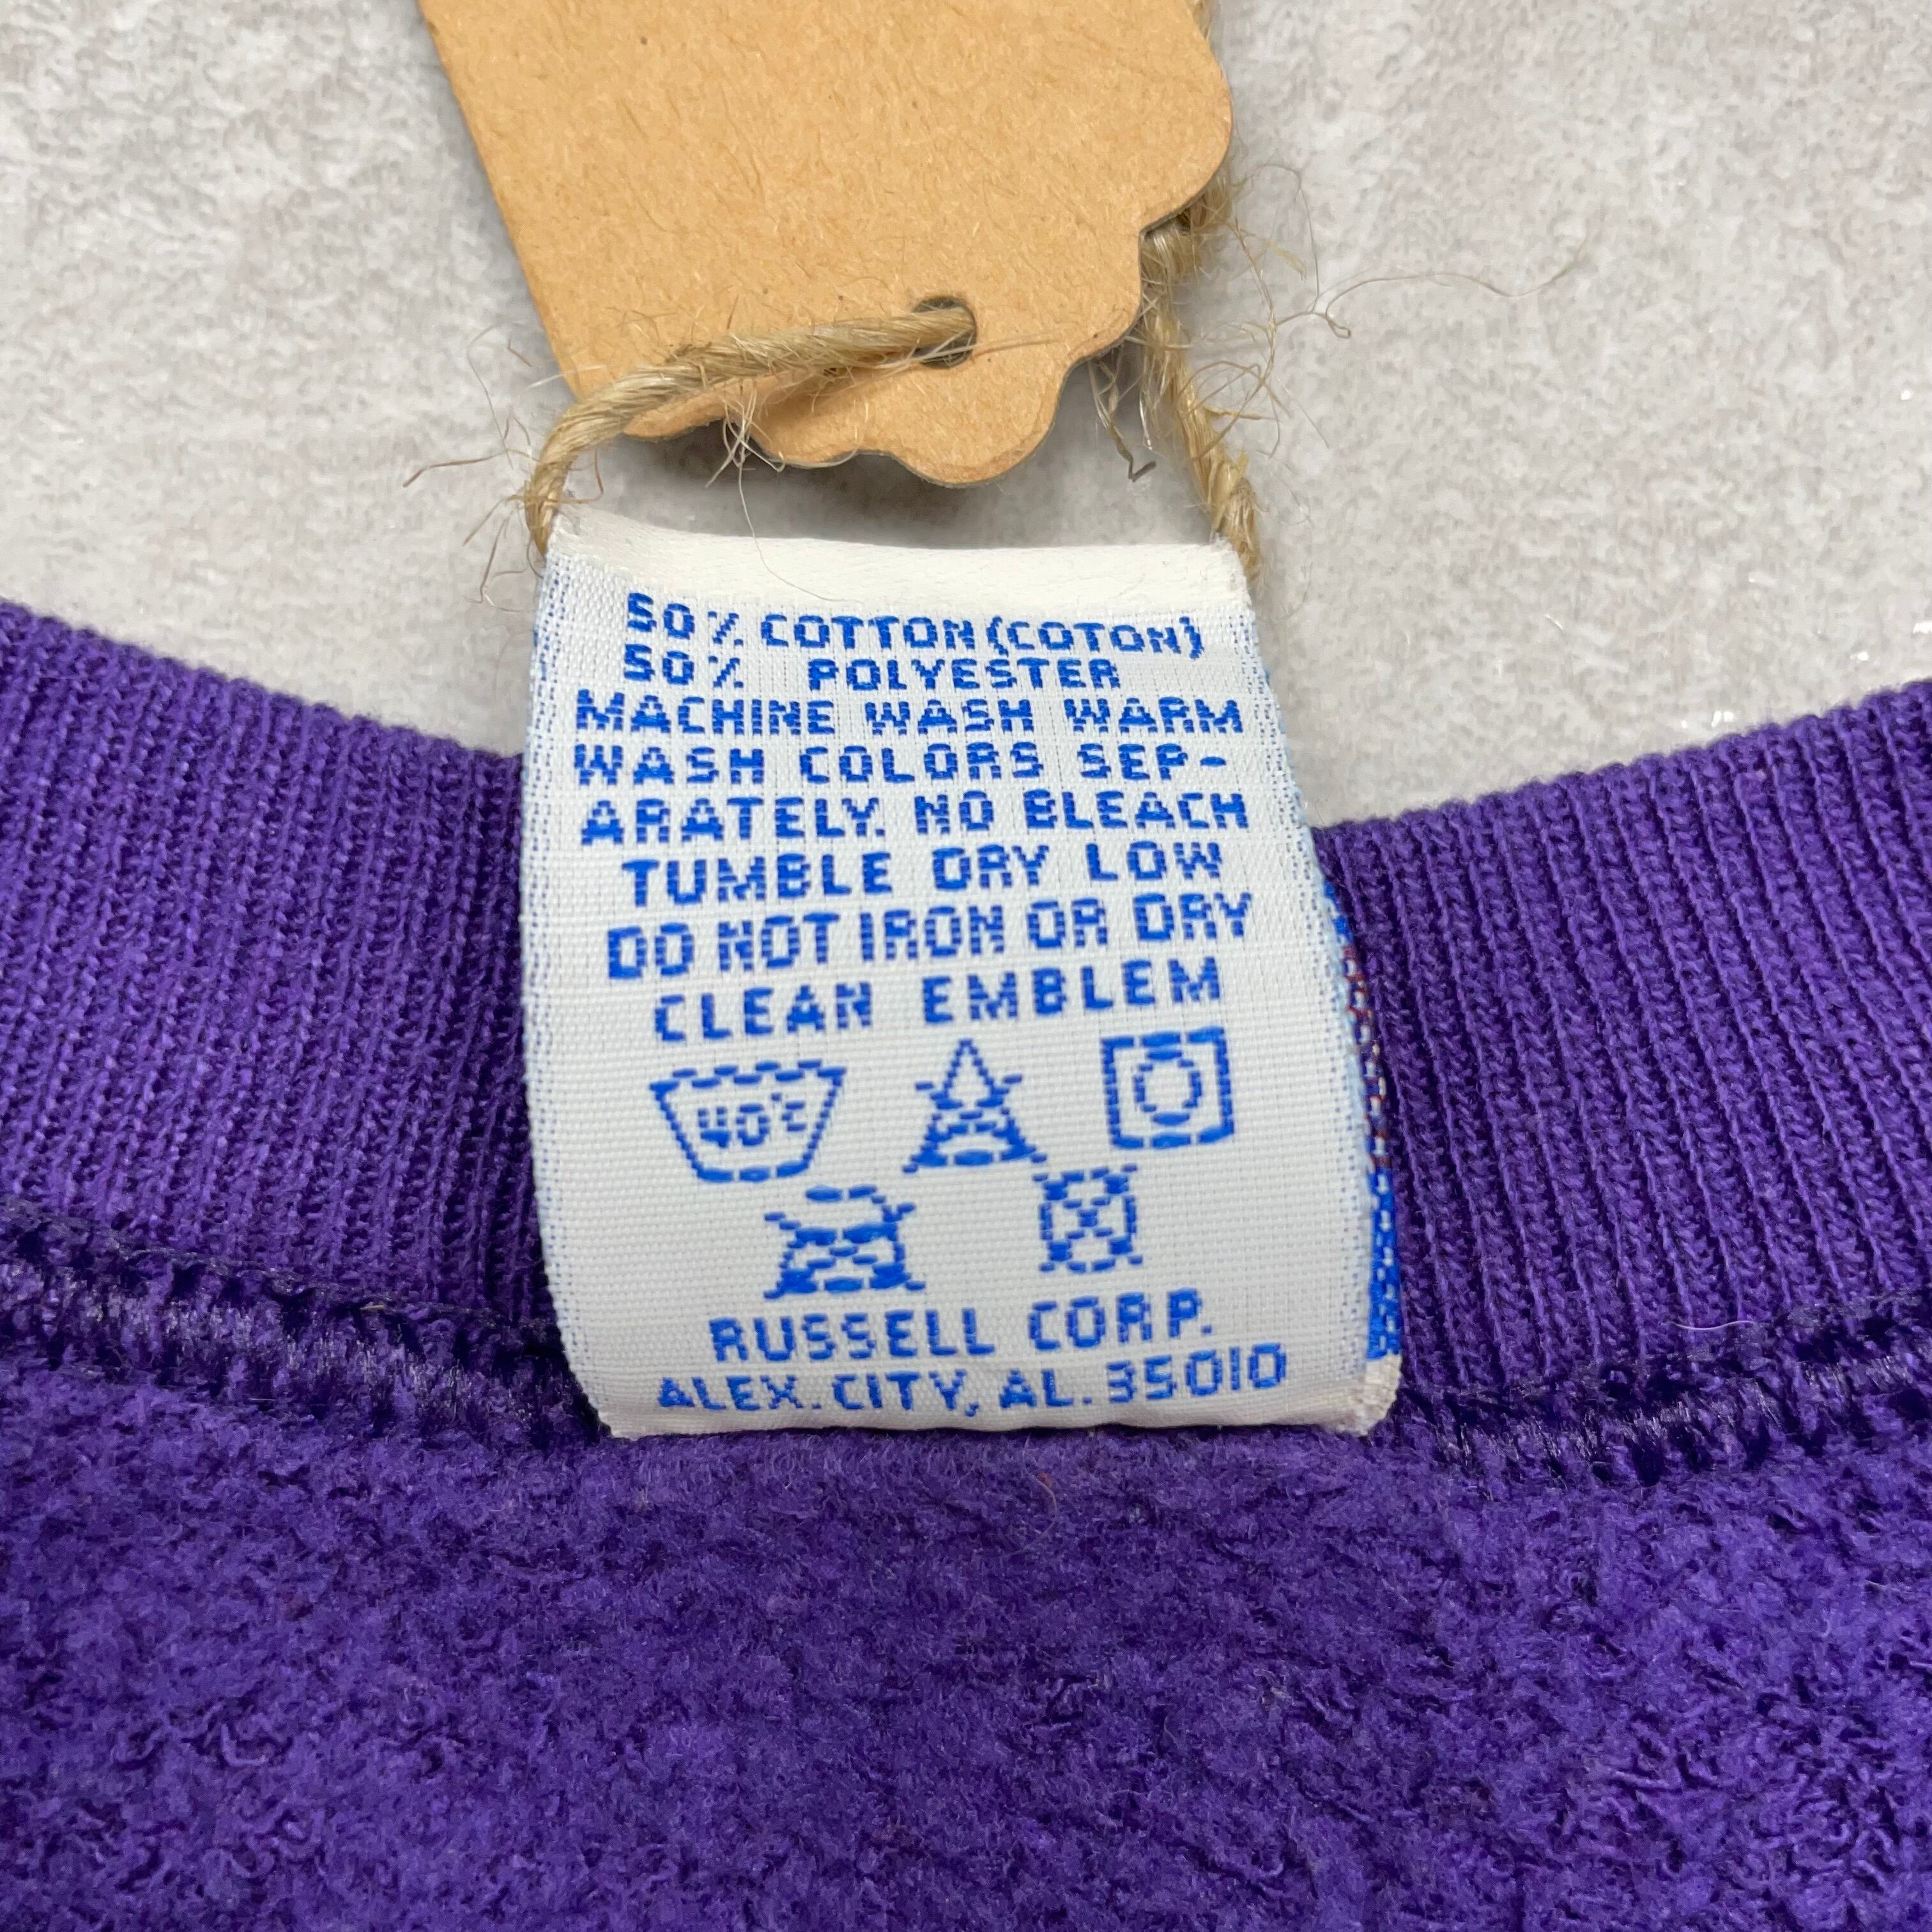 50% COTTON (COTON)
50% POLYESTER
MACHINE WASH WARM
WASH COLORS SEP-
ARATELY. NO BLEACH
TUMBLE DRY LOW
DO NOT IRON OR DRY
CLEAN EMBLEM
40°C
RUSSELL CORP.
ALEX. CITY, AL. 35010